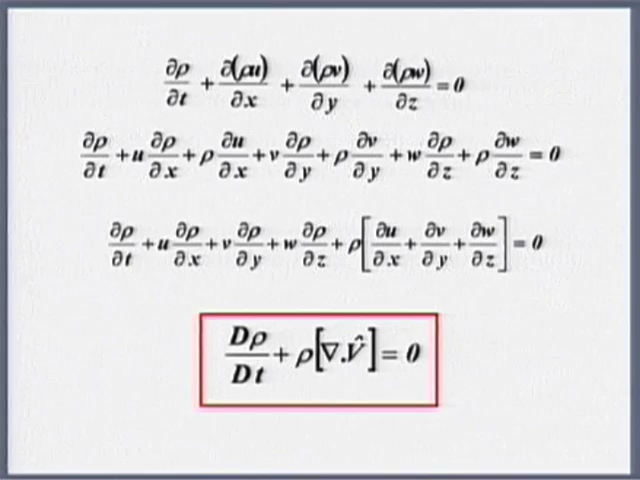 ∂ρ/∂t + ∂(ρu)/∂x + ∂(ρv)/∂y + ∂(ρw)/∂z = 0
∂ρ/∂t + u ∂ρ/∂x + ρ ∂u/∂x + v ∂ρ/∂y + ρ ∂v/∂y + w ∂ρ/∂z + ρ ∂w/∂z = 0
∂ρ/∂t + u ∂ρ/∂x + v ∂ρ/∂y + w ∂ρ/∂z + ρ[∂u/∂x + ∂v/∂y + ∂w/∂z] = 0
Dρ/Dt + ρ[∇.V̂] = 0